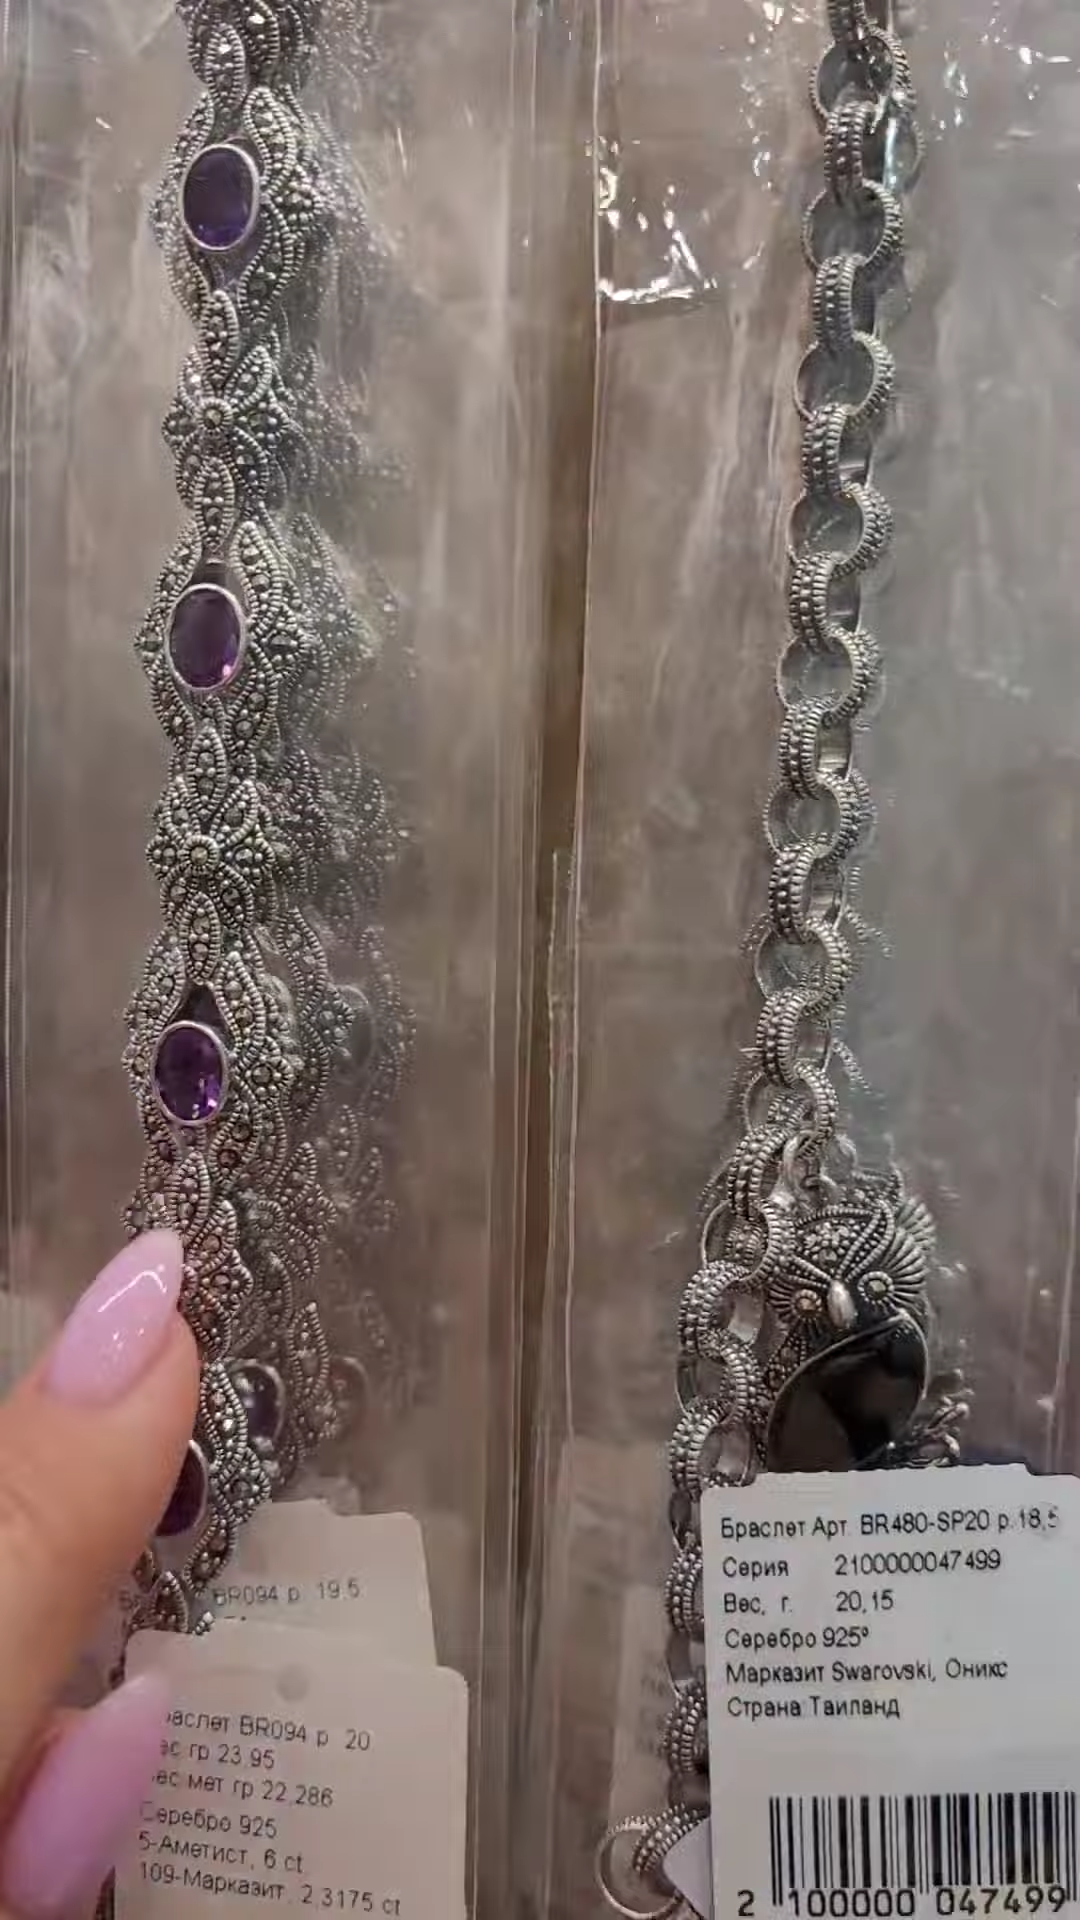 BR094 р. 19,5
аслет BR094 р. 20
ес гр 23,95
ес мет гр 22,286
Серебро 925
5-Аметист, 6 ct
109-Марказит, 2,3175 ct
Браслет Арт. BR480-SP20 р.18,5
Серия 2100000047499
Вес, г. 20,15
Серебро 925°
Марказит Swarovski, Оникс
Страна Таиланд
2 100000 047499